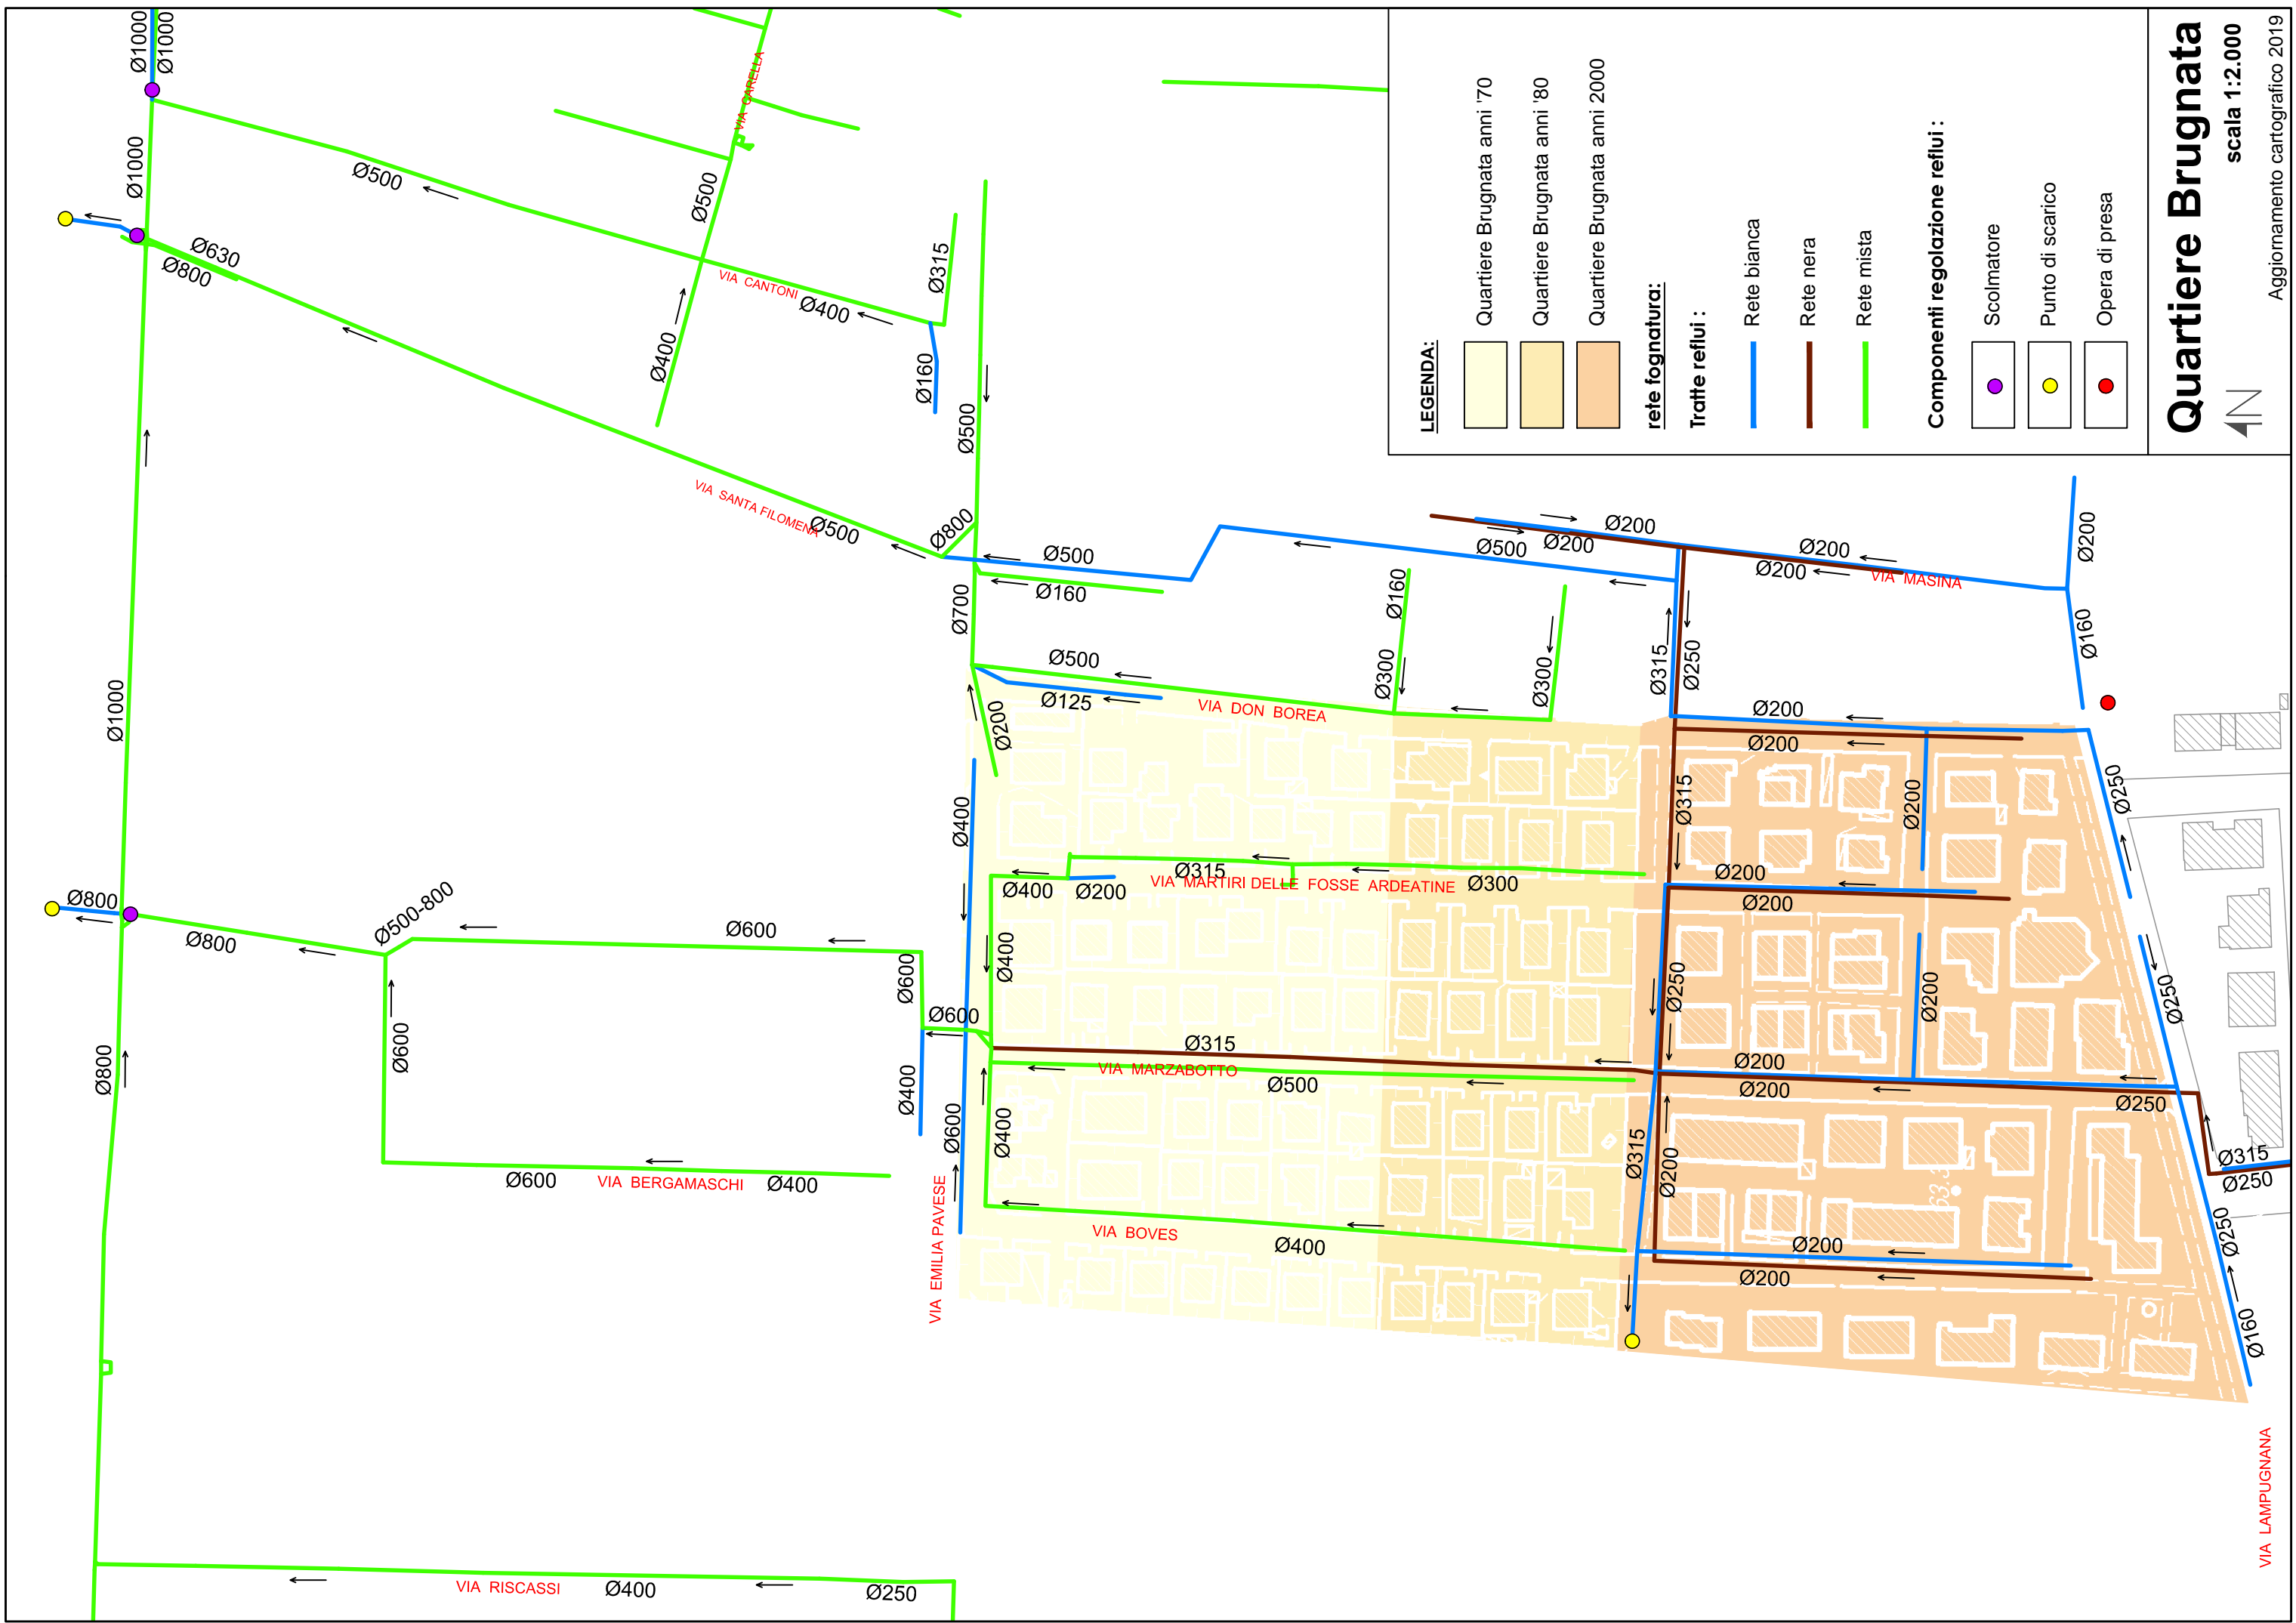 Ø1000
Ø1000
Ø1000
Ø500
Ø630
Ø800
VIA CARELLA
Ø500
VIA CANTONI
Ø400
Ø315
Ø400
Ø160
Ø500
VIA SANTA FILOMENA
Ø500
Ø800
Ø1000
Ø500
Ø160
Ø700
Ø500
Ø125
Ø200
VIA DON BOREA
Ø160
Ø300
Ø300
Ø500
Ø200
Ø200
Ø200
Ø200
VIA MASINA
Ø200
Ø160
Ø315
Ø250
Ø200
Ø200
Ø315
Ø200
Ø250
Ø400
Ø315
Ø400
Ø200
VIA MARTIRI DELLE FOSSE ARDEATINE
Ø300
Ø200
Ø200
Ø800
Ø800
Ø500-800
Ø600
Ø600
Ø600
Ø400
Ø250
Ø200
Ø250
Ø800
Ø600
Ø400
Ø315
VIA MARZABOTTO
Ø500
Ø200
Ø200
Ø250
Ø600
Ø400
Ø315
Ø200
Ø315
Ø250
Ø600
VIA BERGAMASCHI
Ø400
VIA EMILIA PAVESE
VIA BOVES
Ø400
63.3
Ø200
Ø200
Ø250
Ø160
VIA RISCASSI
Ø400
Ø250
VIA LAMPUGNANA
LEGENDA:
Quartiere Brugnata anni '70
Quartiere Brugnata anni '80
Quartiere Brugnata anni 2000
rete fognatura:
Tratte reflui :
Rete bianca
Rete nera
Rete mista
Componenti regolazione reflui :
Scolmatore
Punto di scarico
Opera di presa
Quartiere Brugnata
scala 1:2.000
N
Aggiornamento cartografico 2019